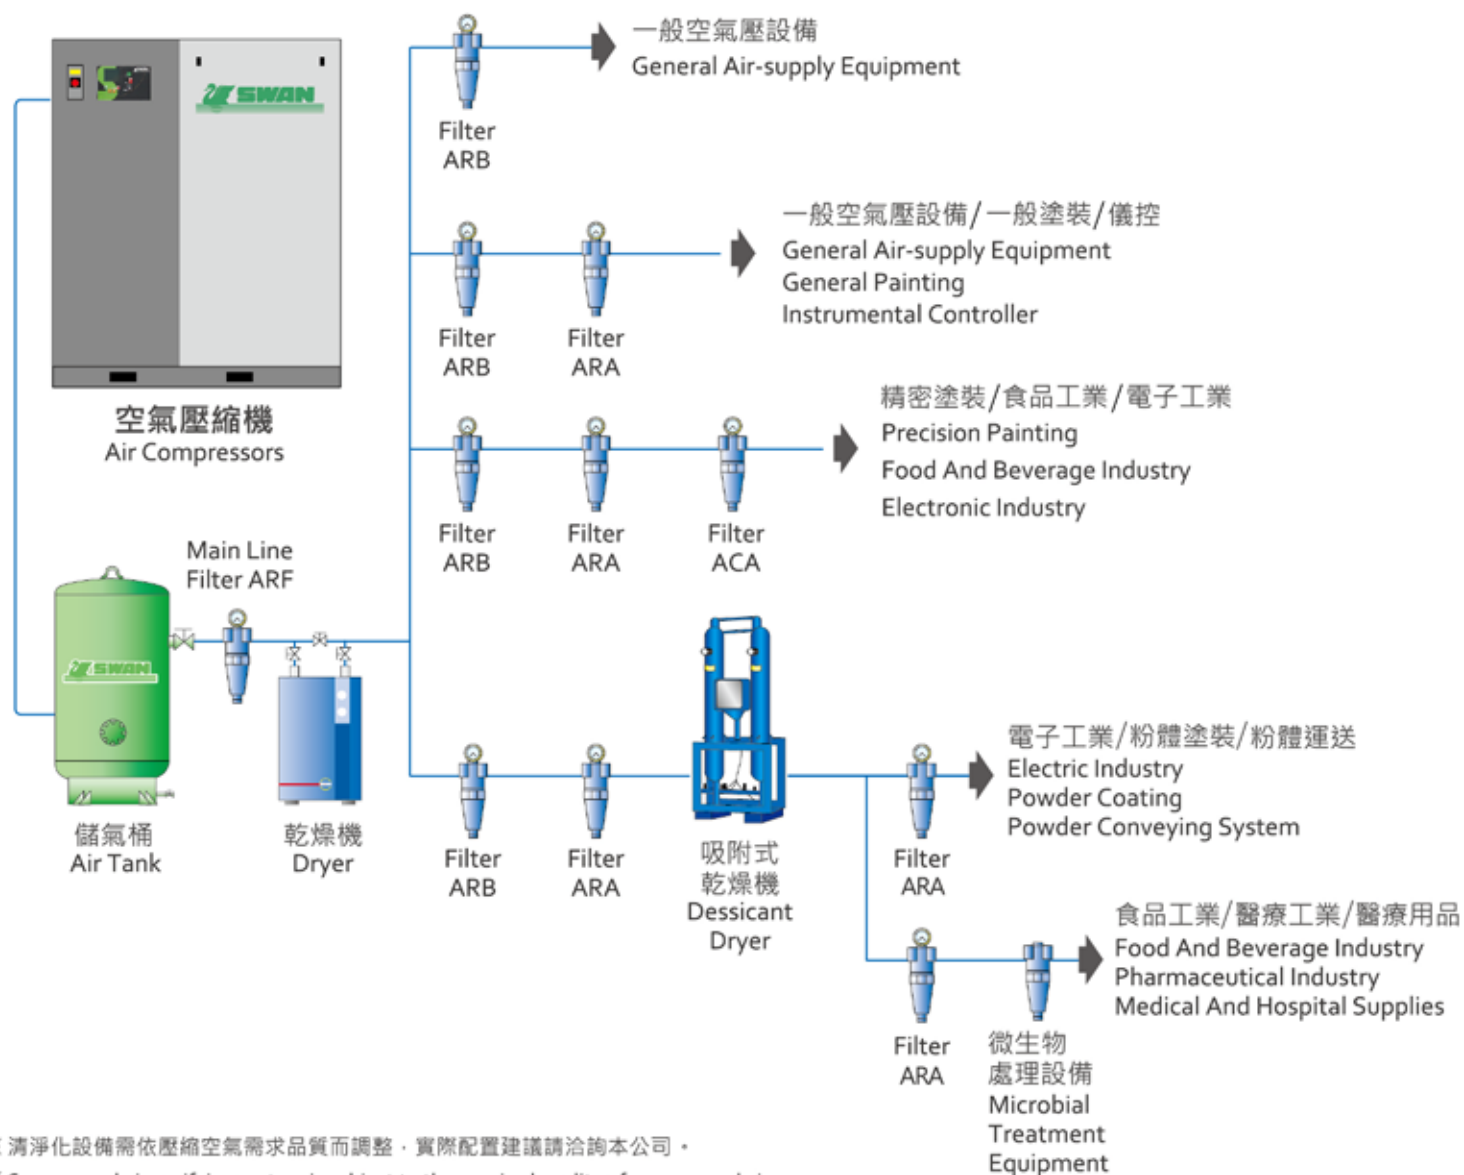 SWAN
空氣壓縮機
Air Compressors
Main Line
Filter ARF
SWAN
儲氣桶
Air Tank
乾燥機
Dryer
Filter
ARB
一般空氣壓設備
General Air-supply Equipment
Filter
ARB
Filter
ARA
一般空氣壓設備/一般塗裝/儀控
General Air-supply Equipment
General Painting
Instrumental Controller
Filter
ARB
Filter
ARA
Filter
ACA
精密塗裝/食品工業/電子工業
Precision Painting
Food And Beverage Industry
Electronic Industry
Filter
ARB
Filter
ARA
吸附式
乾燥機
Dessicant
Dryer
Filter
ARA
電子工業/粉體塗裝/粉體運送
Electric Industry
Powder Coating
Powder Conveying System
Filter
ARA
微生物
處理設備
Microbial
Treatment
Equipment
食品工業/醫療工業/醫療用品
Food And Beverage Industry
Pharmaceutical Industry
Medical And Hospital Supplies
清淨化設備需依壓縮空氣需求品質而調整，實際配置建議請洽詢本公司。